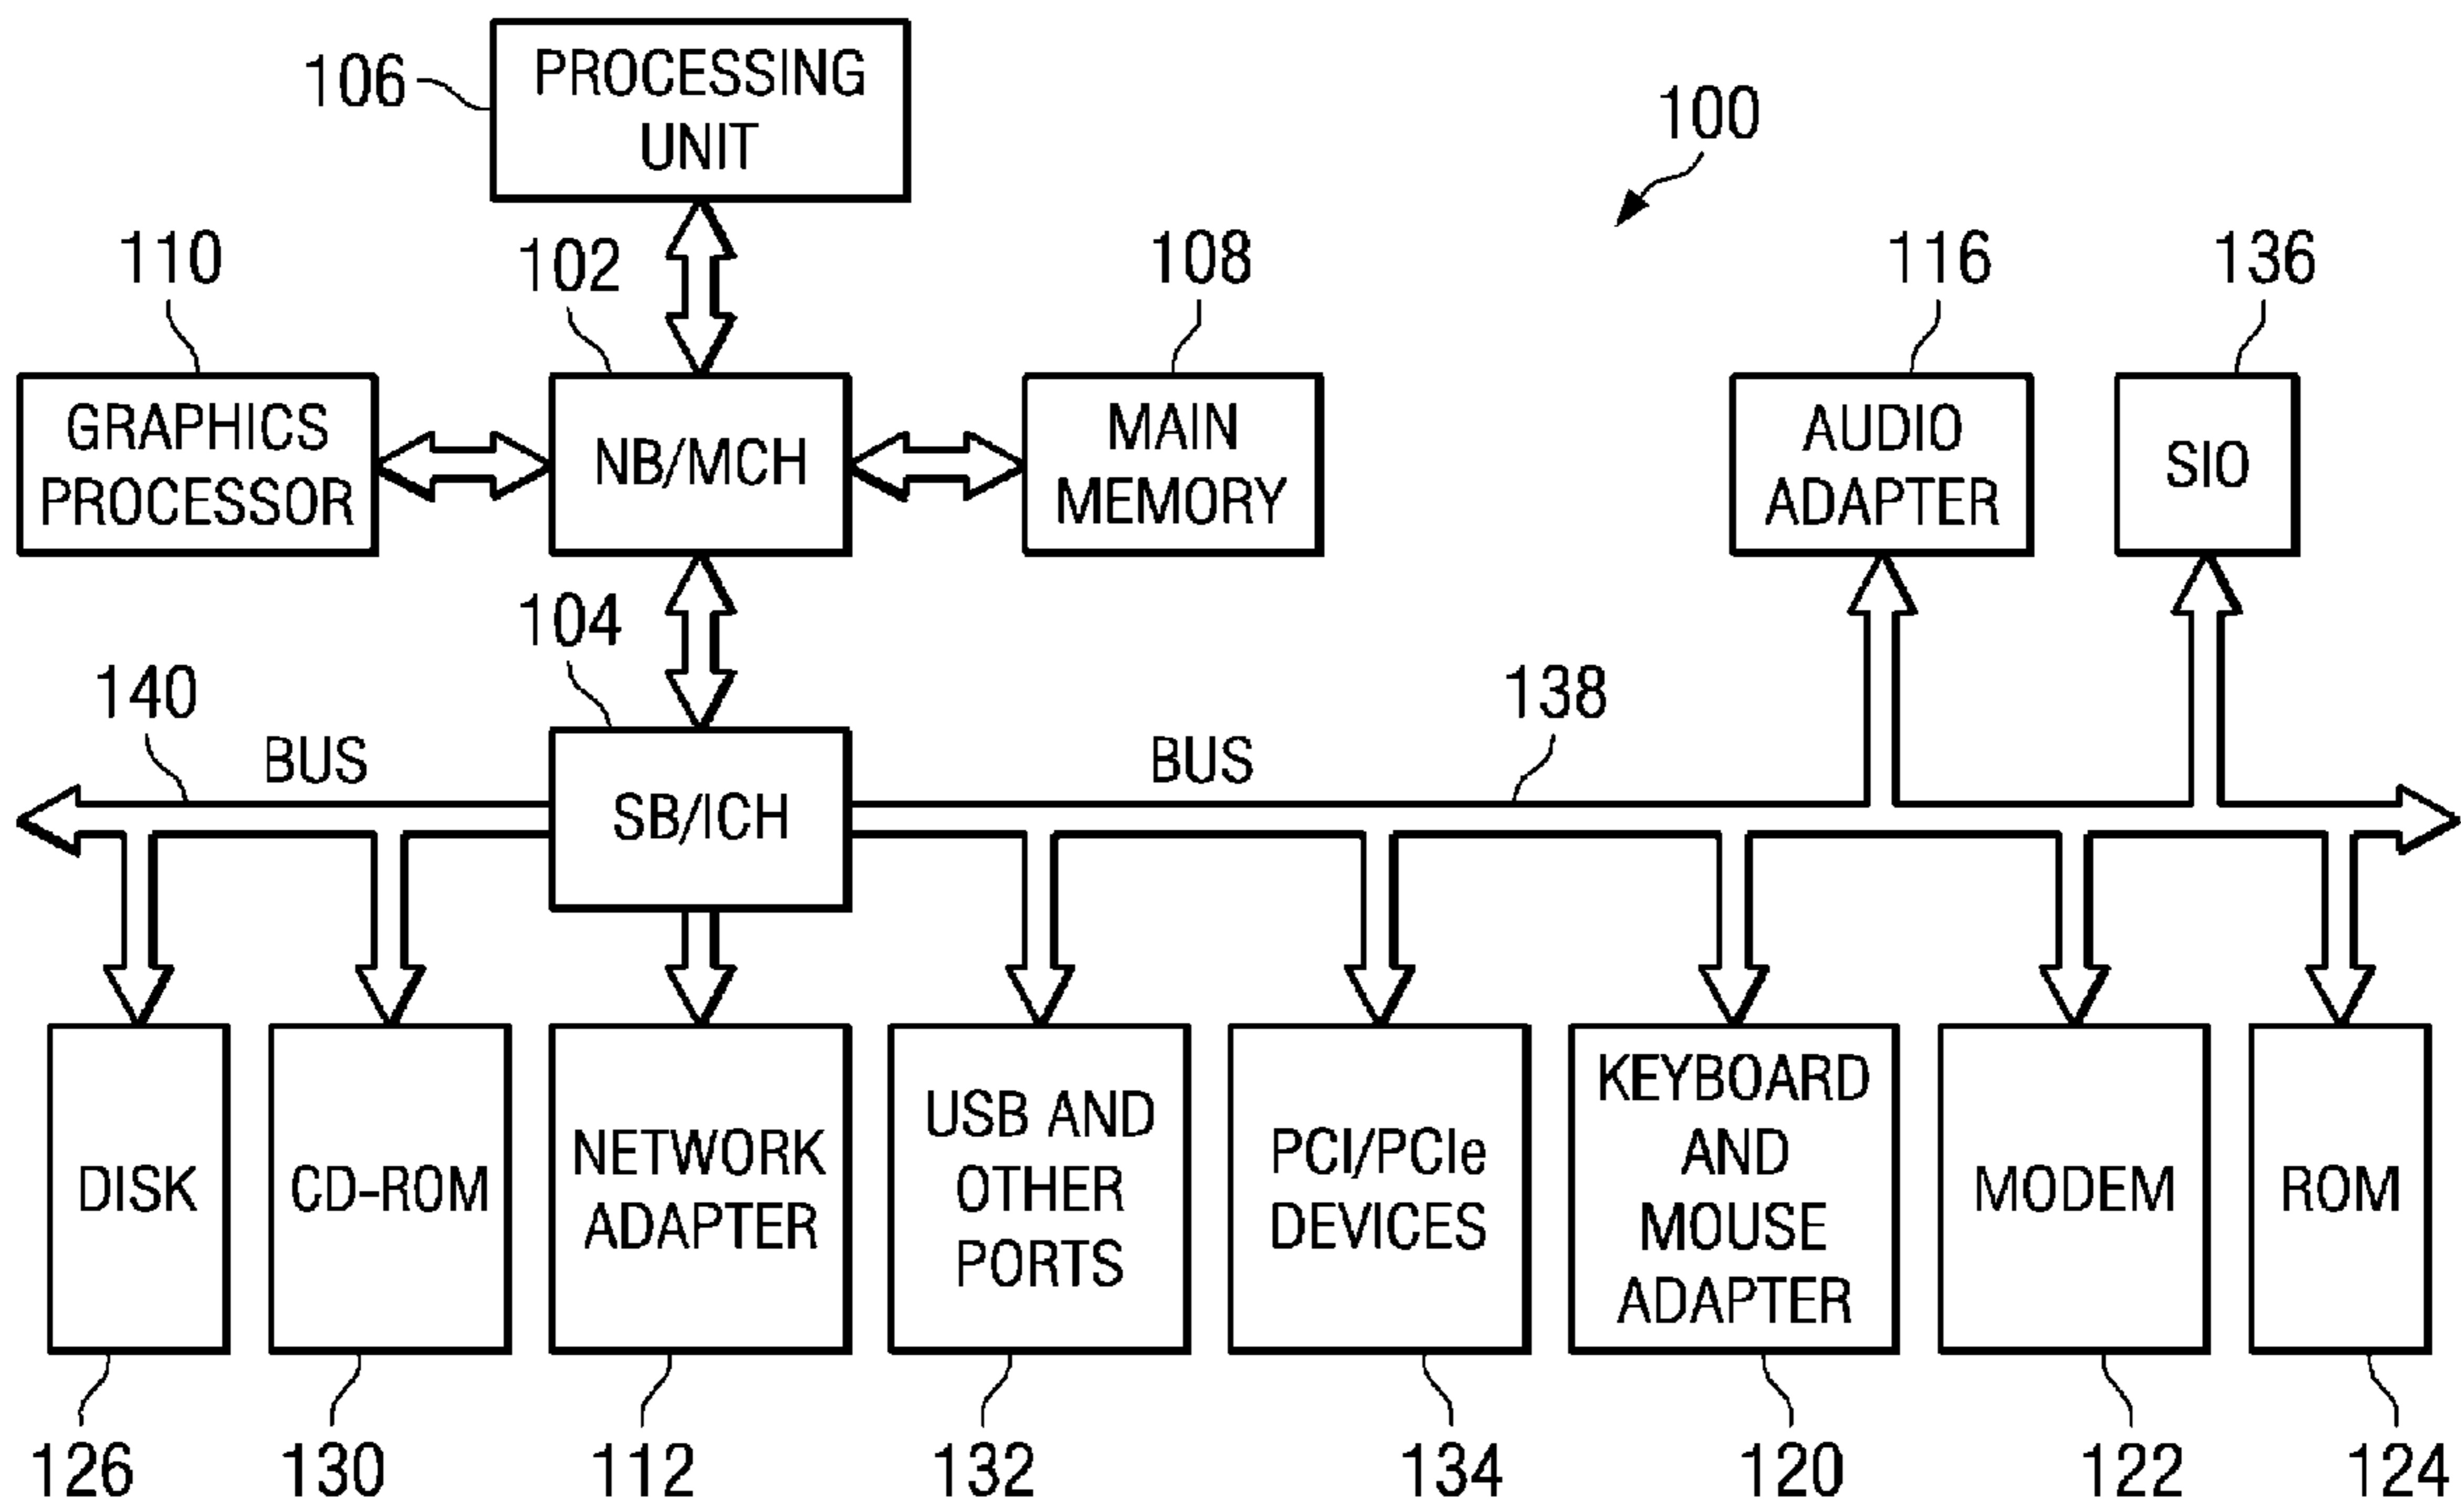 106
PROCESSING
UNIT
100
110
102
108
116
136
GRAPHICS
PROCESSOR
NB/MCH
MAIN
MEMORY
AUDIO
ADAPTER
SIO
104
140
BUS
SB/ICH
BUS
138
DISK
CD-ROM
NETWORK
ADAPTER
USB AND
OTHER
PORTS
PCI/PCIe
DEVICES
KEYBOARD
AND
MOUSE
ADAPTER
MODEM
ROM
126
130
112
132
134
120
122
124